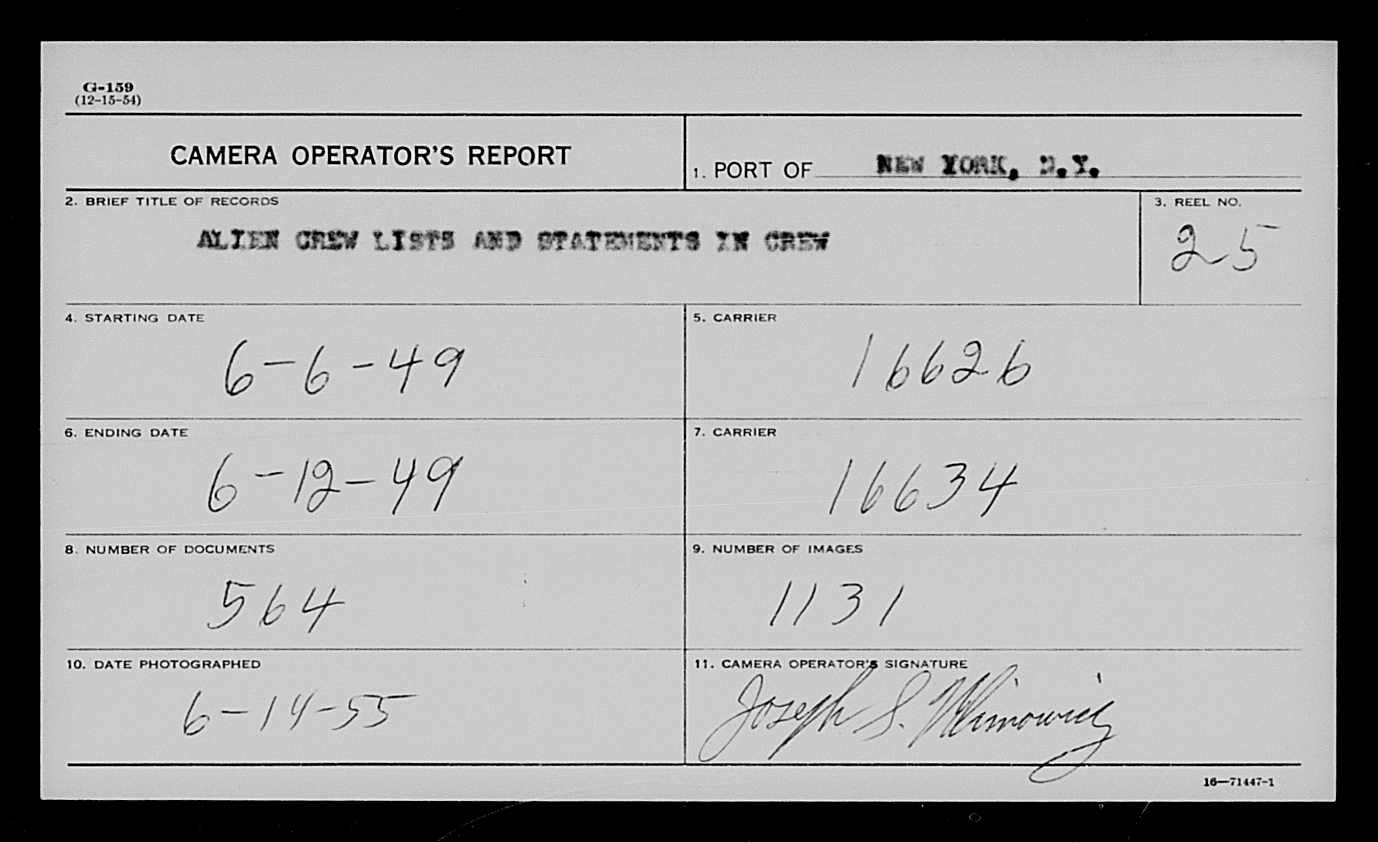 G-159
(12-15-54)
CAMERA OPERATOR'S REPORT
1. PORT OF NEW YORK, N.Y.
2. BRIEF TITLE OF RECORDS
ALIEN CREW LISTS AND STATEMENTS IN CREW
3. REEL NO.
25
4. STARTING DATE
6-6-49
5. CARRIER
16626
6. ENDING DATE
6-12-49
7. CARRIER
16634
8. NUMBER OF DOCUMENTS
564
9. NUMBER OF IMAGES
1131
10. DATE PHOTOGRAPHED
6-14-55
11. CAMERA OPERATOR'S SIGNATURE
Joseph S.
16—71447-1